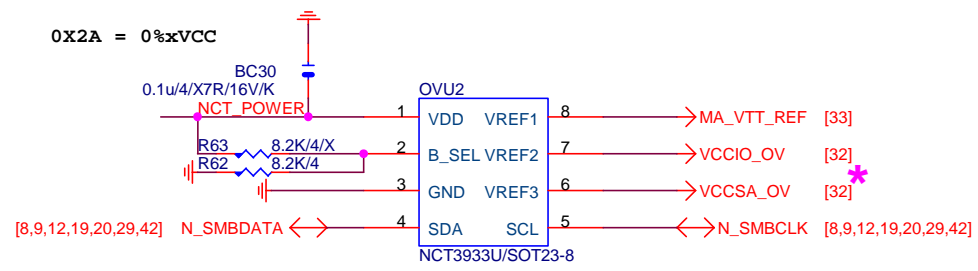 0X2A = 0%xVCC
BC30
0.1u/4/X7R/16V/K
OVU2
NCT_POWER
1 VDD VREF1 8 MA_VTT_REF [33]
R63 8.2K/4/X
2 B_SEL VREF2 7 VCCIO_OV [32]
R62 8.2K/4
3 GND VREF3 6 VCCSA_OV [32] *
[8,9,12,19,20,29,42] N_SMBDATA 4 SDA SCL 5 N_SMBCLK [8,9,12,19,20,29,42]
NCT3933U/SOT23-8